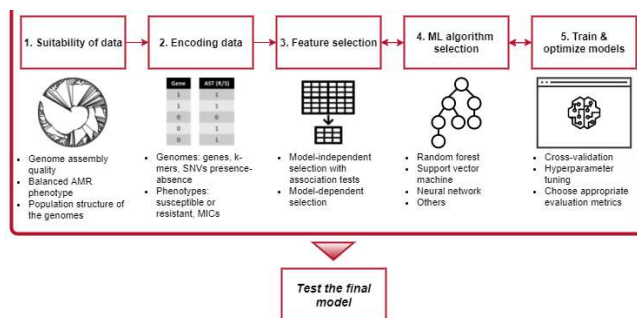 1. Suitability of data
2. Encoding data
3. Feature selection
4. ML algorithm
selection
5. Train &
optimize models
Gene AST (R/S)
1 1
1 1
0 0
0 1
0 1
• Genome assembly
quality
• Balanced AMR
phenotype
• Population structure of
the genomes
• Genomes: genes, k-
mers, SNVs presence-
absence
• Phenotypes:
susceptible or
resistant, MICs
• Model-independent
selection with
association tests
• Model-dependent
selection
• Random forest
• Support vector
machine
• Neural network
• Others
• Cross-validation
• Hyperparameter
tuning
• Choose appropriate
evaluation metrics
Test the final
model